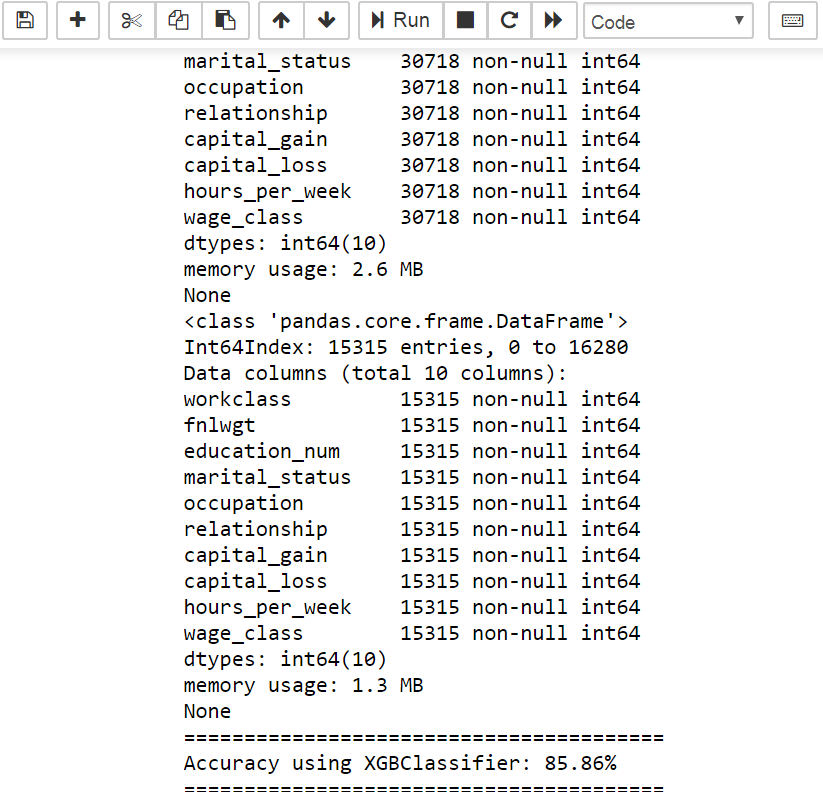 Run
Code
marital_status    30718 non-null int64
occupation        30718 non-null int64
relationship      30718 non-null int64
capital_gain      30718 non-null int64
capital_loss      30718 non-null int64
hours_per_week    30718 non-null int64
wage_class        30718 non-null int64
dtypes: int64(10)
memory usage: 2.6 MB
None
<class 'pandas.core.frame.DataFrame'>
Int64Index: 15315 entries, 0 to 16280
Data columns (total 10 columns):
workclass         15315 non-null int64
fnlwgt            15315 non-null int64
education_num     15315 non-null int64
marital_status    15315 non-null int64
occupation        15315 non-null int64
relationship      15315 non-null int64
capital_gain      15315 non-null int64
capital_loss      15315 non-null int64
hours_per_week    15315 non-null int64
wage_class        15315 non-null int64
dtypes: int64(10)
memory usage: 1.3 MB
None
========================================
Accuracy using XGBClassifier: 85.86%
========================================